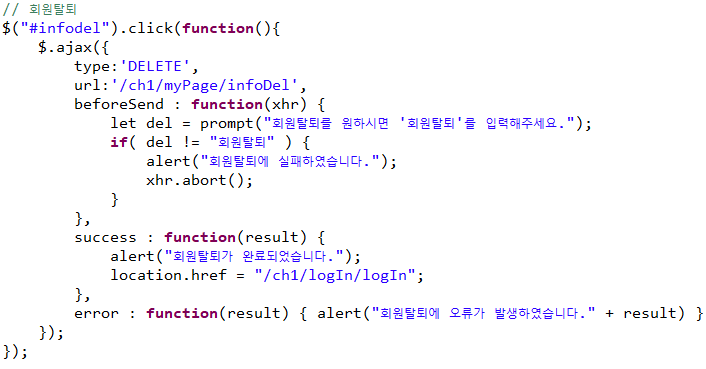 // 회원탈퇴
$("#infodel").click(function(){
    $.ajax({
        type:'DELETE',
        url:'/ch1/myPage/infoDel',
        beforeSend : function(xhr) {
            let del = prompt("회원탈퇴를 원하시면 '회원탈퇴'를 입력해주세요.");
            if( del != "회원탈퇴" ) {
                alert("회원탈퇴에 실패하였습니다.");
                xhr.abort();
            }
        },
        success : function(result) {
            alert("회원탈퇴가 완료되었습니다.");
            location.href = "/ch1/logIn/logIn";
        },
        error : function(result) { alert("회원탈퇴에 오류가 발생하였습니다." + result) }
    });
});